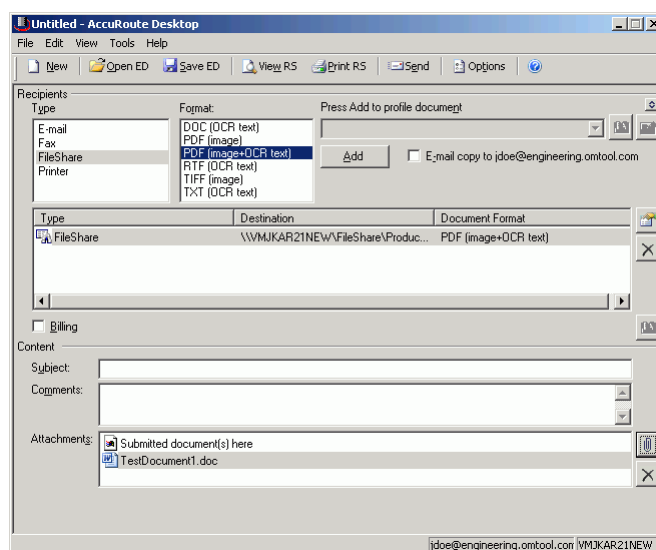 Untitled - AccuRoute Desktop
File Edit View Tools Help
New Open ED Save ED View RS Print RS Send Options
Recipients
Type Format: Press Add to profile document
E-mail
Fax
FileShare
Printer
DOC (OCR text)
PDF (image)
PDF (image+OCR text)
RTF (OCR text)
TIFF (image)
TXT (OCR text)
Add E-mail copy to jdoe@engineering.omtool.com
Type Destination Document Format
FileShare \\VMJKAR21NEW\FileShare\Produc... PDF (image+OCR text)
Billing
Content
Subject:
Comments:
Attachments: Submitted document(s) here
TestDocument1.doc
jdoe@engineering.omtool.com VMJKAR21NEW